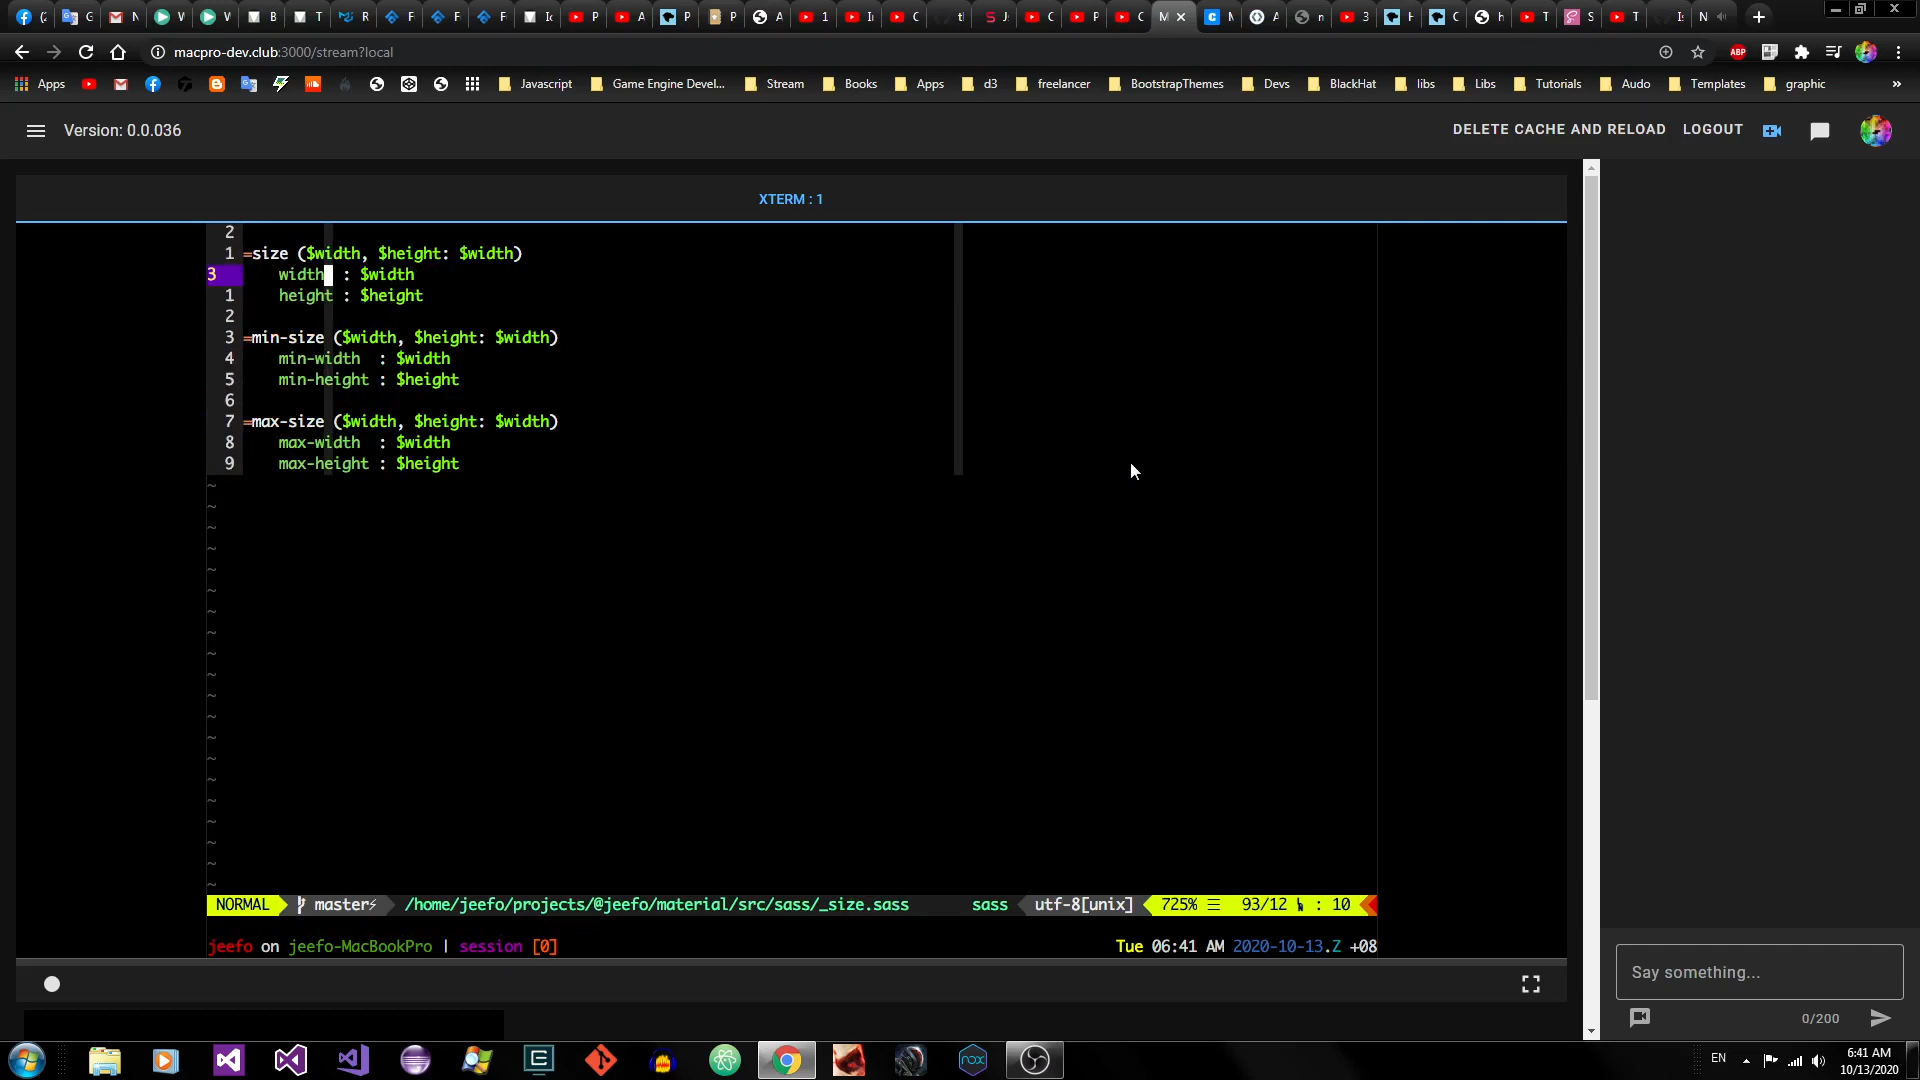 macpro-dev.club:3000/stream?local
Apps
Javascript
Game Engine Devel...
Stream
Books
Apps
d3
freelancer
BootstrapThemes
Devs
BlackHat
libs
Libs
Tutorials
Audo
Templates
graphic
»
Version: 0.0.036
DELETE CACHE AND RELOAD
LOGOUT
XTERM : 1
2
1 =size ($width, $height: $width)
3 width : $width
1 height : $height
2
3 =min-size ($width, $height: $width)
4 min-width : $width
5 min-height : $height
6
7 =max-size ($width, $height: $width)
8 max-width : $width
9 max-height : $height
NORMAL master⚡ /home/jeefo/projects/@jeefo/material/src/sass/_size.sass sass utf-8[unix] 725% ☰ 93/12 : 10
jeefo on jeefo-MacBookPro | session [0] Tue 06:41 AM 2020-10-13.Z +08
Say something...
0/200
EN
6:41 AM
10/13/2020